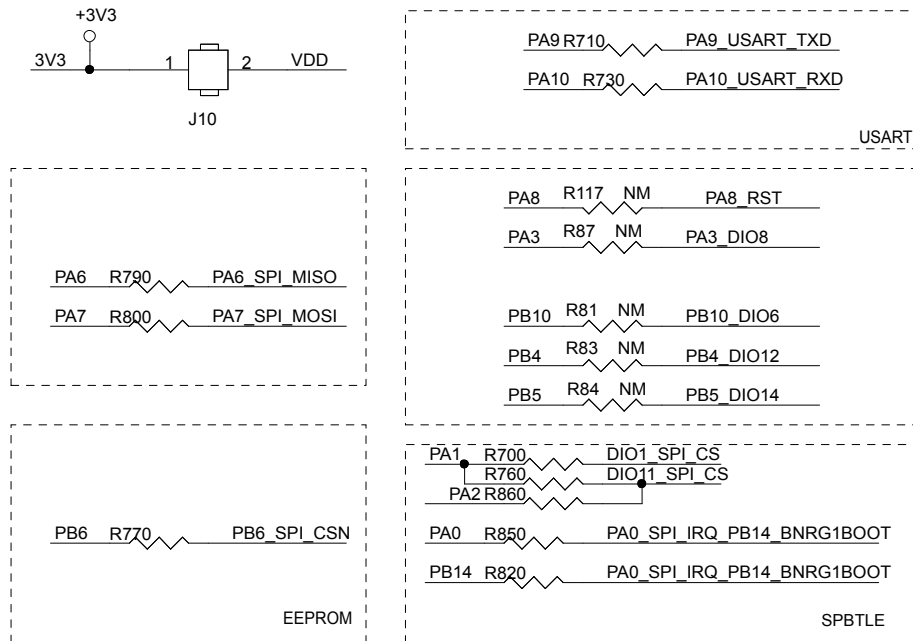 +3V3
3V3 1 2 VDD
J10
PA9 R710 PA9_USART_TXD
PA10 R730 PA10_USART_RXD
USART
PA6 R790 PA6_SPI_MISO
PA7 R800 PA7_SPI_MOSI
PA8 R117 NM PA8_RST
PA3 R87 NM PA3_DIO8
PB10 R81 NM PB10_DIO6
PB4 R83 NM PB4_DIO12
PB5 R84 NM PB5_DIO14
PB6 R770 PB6_SPI_CSN
EEPROM
PA1 R700 DIO1_SPI_CS
R760 DIO11_SPI_CS
PA2 R860
PA0 R850 PA0_SPI_IRQ_PB14_BNRG1BOOT
PB14 R820 PA0_SPI_IRQ_PB14_BNRG1BOOT
SPBTLE